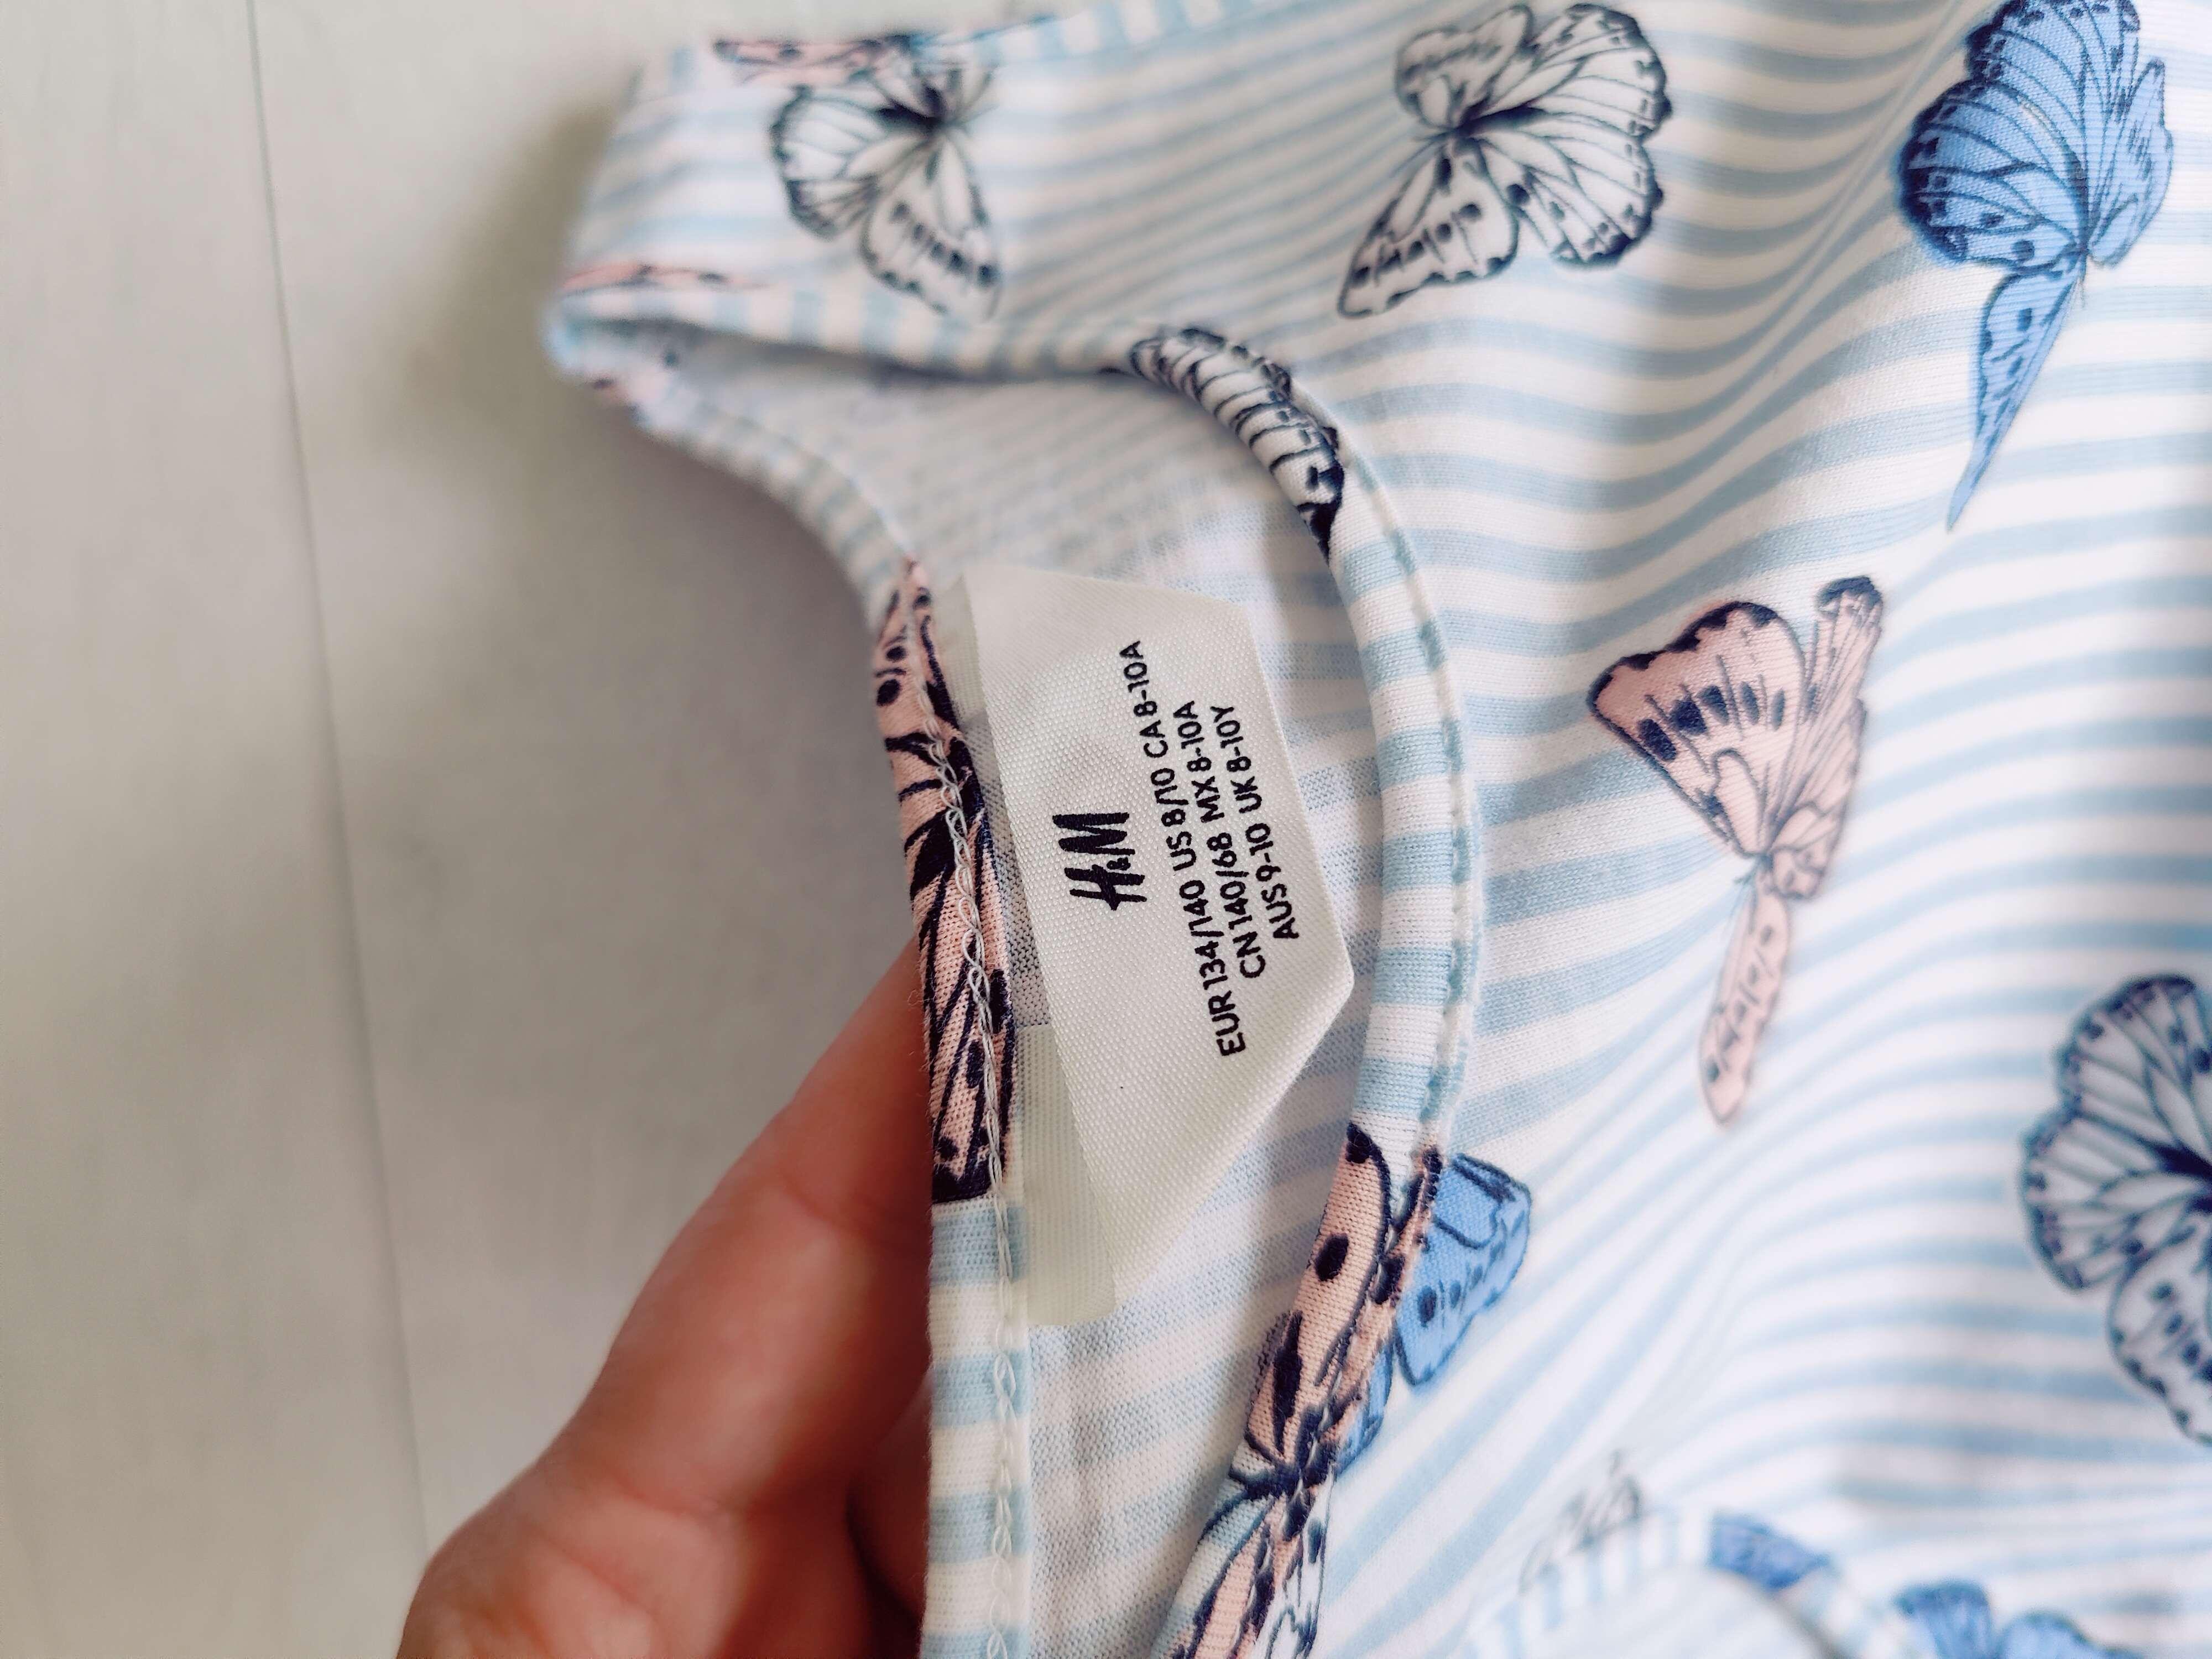 H&M
EUR 134/140 US 8/10 CA 8-10A
CN 140/68 MX 8-10A
AUS 9-10 UK 8-10Y